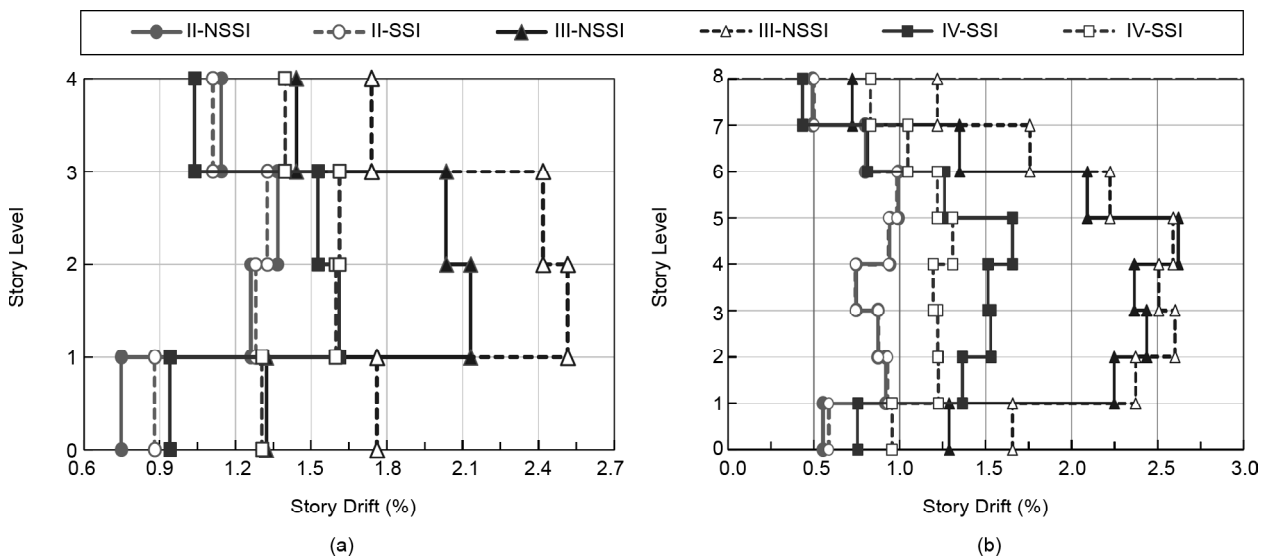 II-NSSI II-SSI III-NSSI III-NSSI IV-SSI IV-SSI
4
3
2
1
0
Story Level
0.6 0.9 1.2 1.5 1.8 2.1 2.4 2.7
Story Drift (%)
(a)
8
7
6
5
4
3
2
1
0
Story Level
0.0 0.5 1.0 1.5 2.0 2.5 3.0
Story Drift (%)
(b)